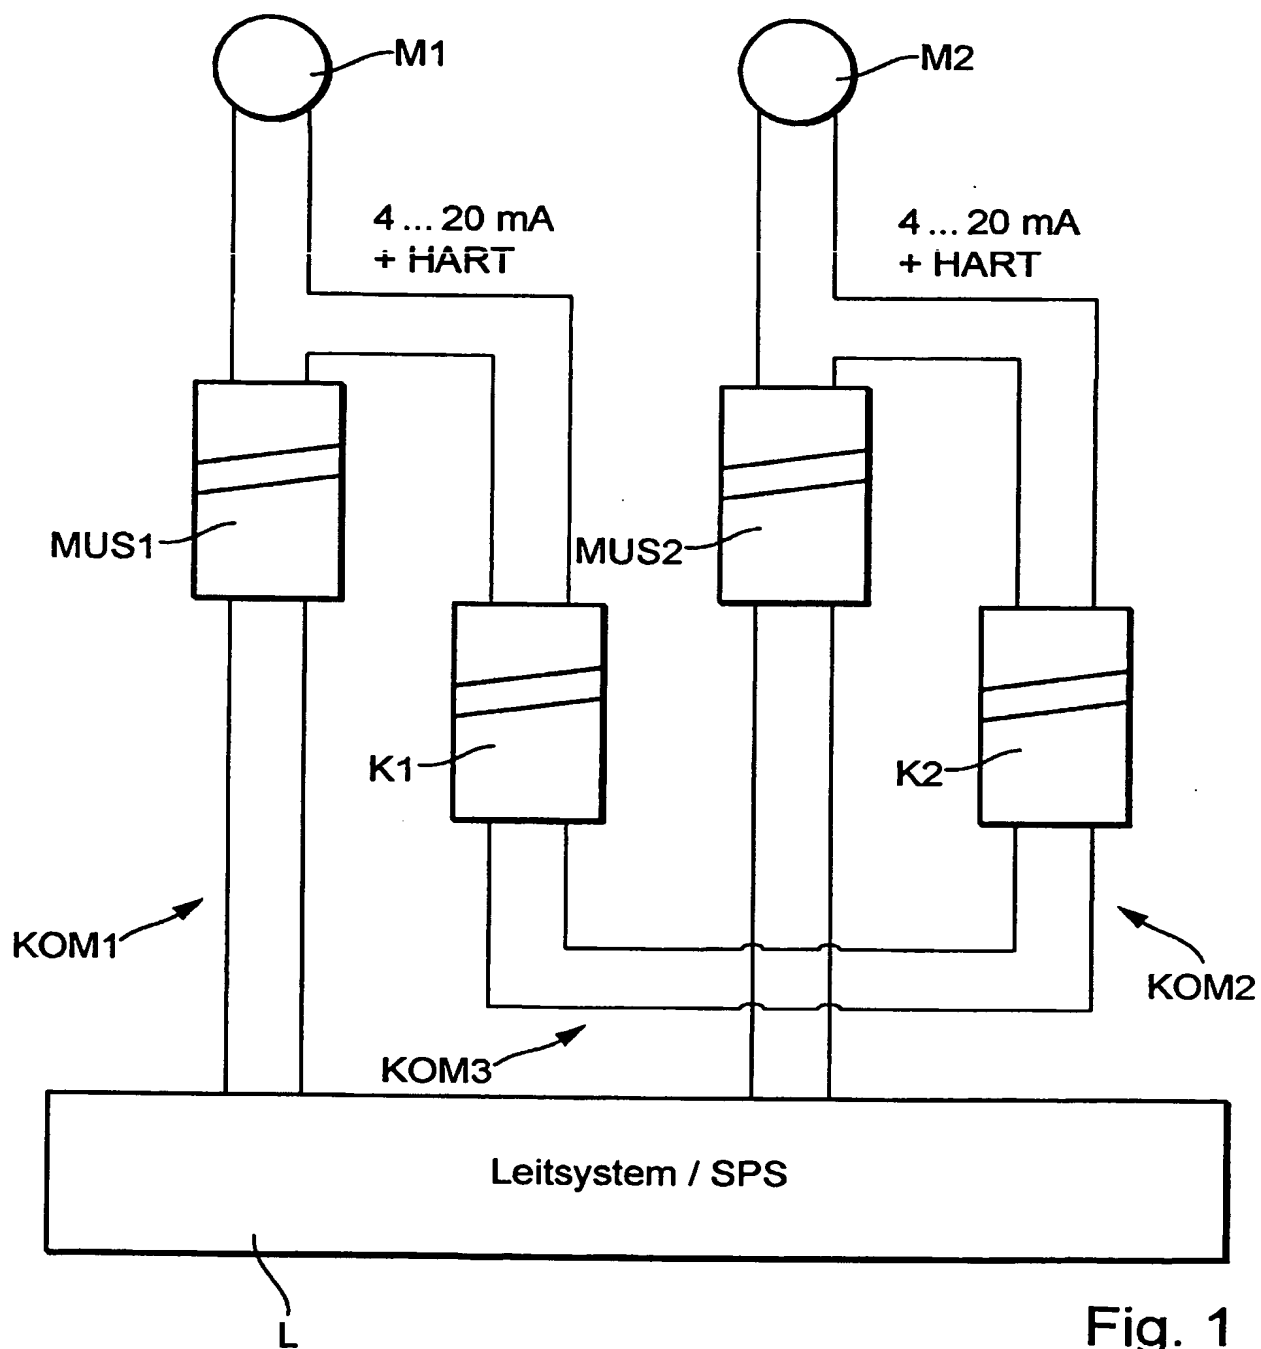 M1
M2
4 ... 20 mA
+ HART
4 ... 20 mA
+ HART
MUS1
MUS2
K1
K2
KOM1
KOM2
KOM3
Leitsystem / SPS
L
Fig. 1